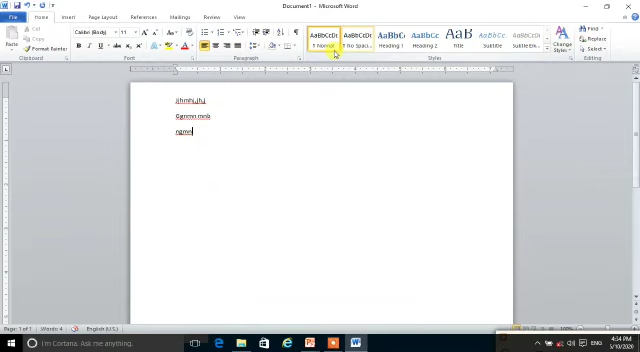 Document1 - Microsoft Word
File Home Insert Page Layout References Mailings Review View
Cut
Copy
Format Painter
Paste
Calibri (Body) 11
Clipboard Font Paragraph Styles Editing
AaBbCcDc AaBbCcDc AaBbC AaBbCc AaB AaBbCc.
¶ Normal ¶ No Spaci... Heading 1 Heading 2 Title Subtitle Subtle Em...
Change Styles
Find
Replace
Select
ngmn
Page: 1 of 1 Words: 4 English (U.S.) 100%
I'm Cortana. Ask me anything.
4:54 PM
5/10/2020